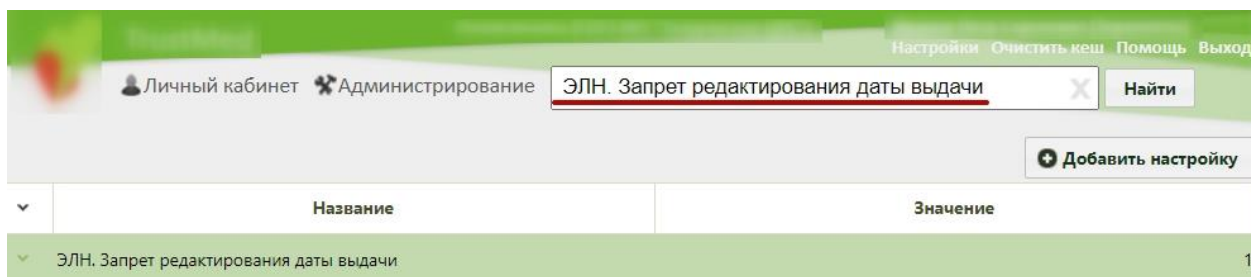 Настройки Очистить кеш Помощь Выход
Личный кабинет Администрирование ЭЛН. Запрет редактирования даты выдачи X Найти
Добавить настройку
Название Значение
ЭЛН. Запрет редактирования даты выдачи 1